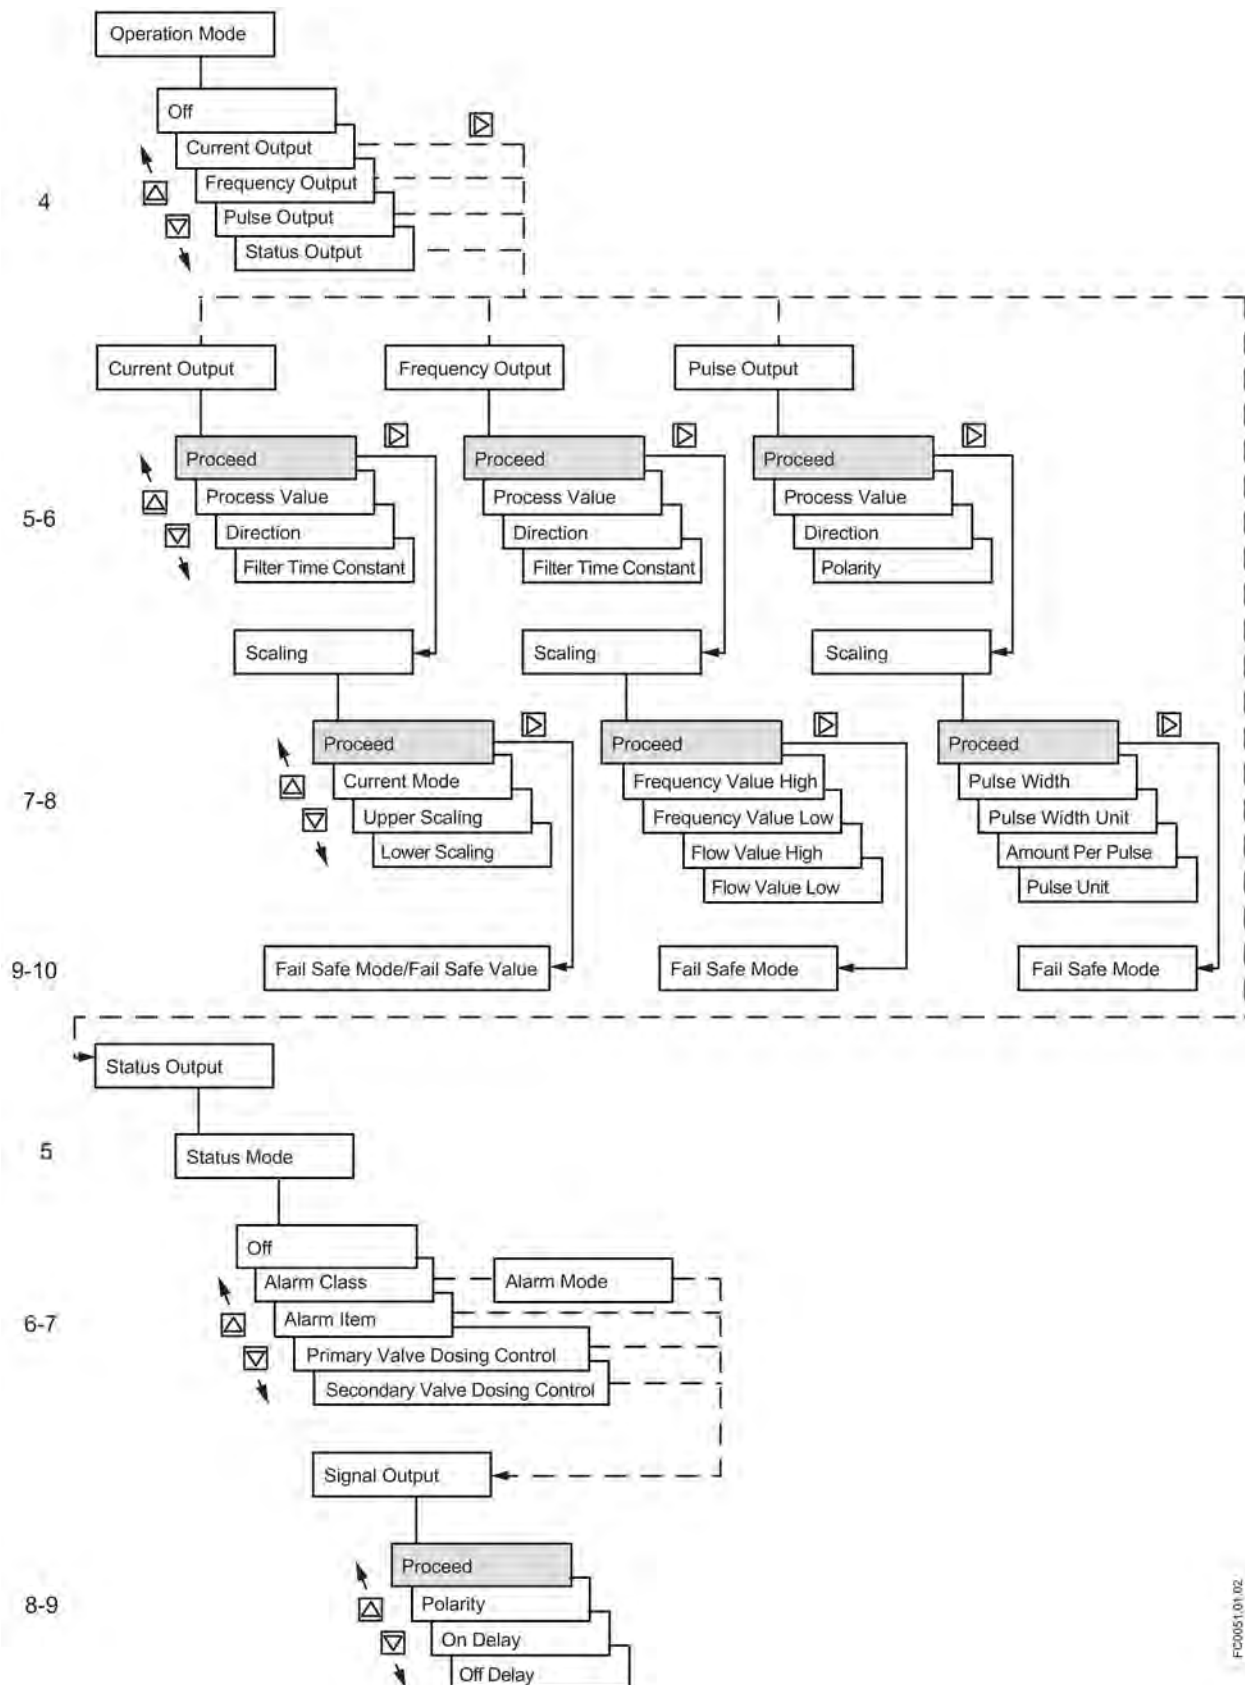 Operation Mode
Off
Current Output
Frequency Output
Pulse Output
Status Output
4
Current Output
Frequency Output
Pulse Output
Proceed
Process Value
Direction
Filter Time Constant
Proceed
Process Value
Direction
Filter Time Constant
Proceed
Process Value
Direction
Polarity
5-6
Scaling
Scaling
Scaling
Proceed
Current Mode
Upper Scaling
Lower Scaling
Proceed
Frequency Value High
Frequency Value Low
Flow Value High
Flow Value Low
Proceed
Pulse Width
Pulse Width Unit
Amount Per Pulse
Pulse Unit
7-8
9-10
Fail Safe Mode/Fail Safe Value
Fail Safe Mode
Fail Safe Mode
Status Output
5
Status Mode
Off
Alarm Class
Alarm Mode
Alarm Item
Primary Valve Dosing Control
Secondary Valve Dosing Control
6-7
Signal Output
Proceed
Polarity
On Delay
Off Delay
8-9
FC0051.01.02